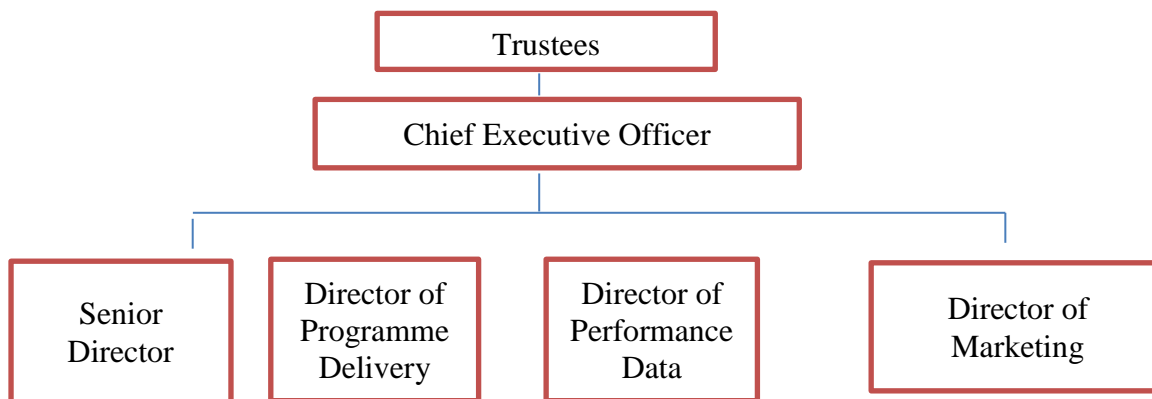 Trustees
Chief Executive Officer
Senior
Director
Director of
Programme
Delivery
Director of
Performance
Data
Director of
Marketing